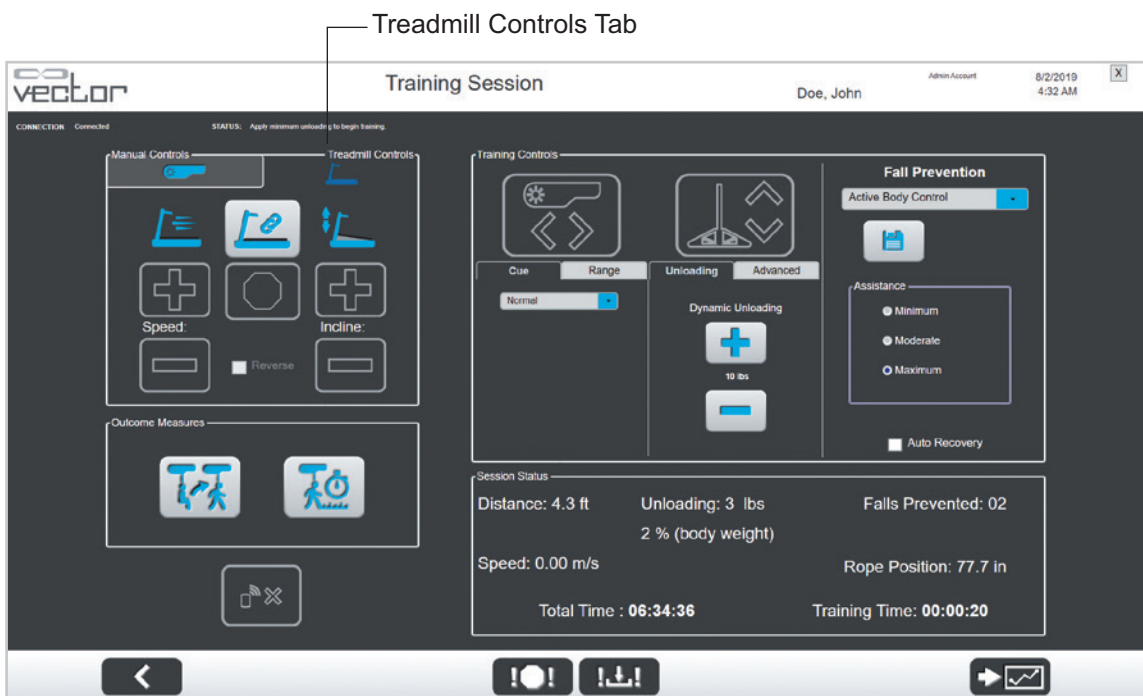 Treadmill Controls Tab
vector
Training Session
Doe, John
Admin Account
8/2/2019
4:32 AM
X
CONNECTION Connected
STATUS: Apply minimum unloading to begin training.
Manual Controls
Treadmill Controls
Speed:
Incline:
Reverse
Outcome Measures
Training Controls
Cue
Range
Normal
Unloading
Advanced
Dynamic Unloading
10 lbs
Fall Prevention
Active Body Control
Assistance
Minimum
Moderate
Maximum
Auto Recovery
Session Status
Distance: 4.3 ft
Unloading: 3 lbs
Falls Prevented: 02
2 % (body weight)
Speed: 0.00 m/s
Rope Position: 77.7 in
Total Time : 06:34:36
Training Time: 00:00:20